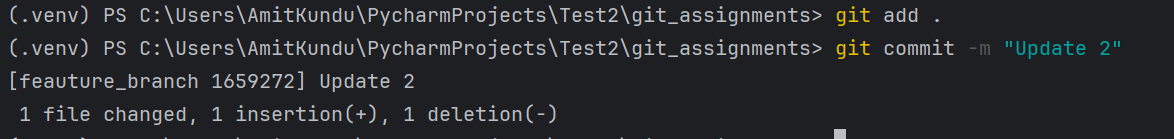 (.venv) PS C:\Users\AmitKundu\PycharmProjects\Test2\git_assignments> git add .
(.venv) PS C:\Users\AmitKundu\PycharmProjects\Test2\git_assignments> git commit -m "Update 2"
[feauture_branch 1659272] Update 2
 1 file changed, 1 insertion(+), 1 deletion(-)